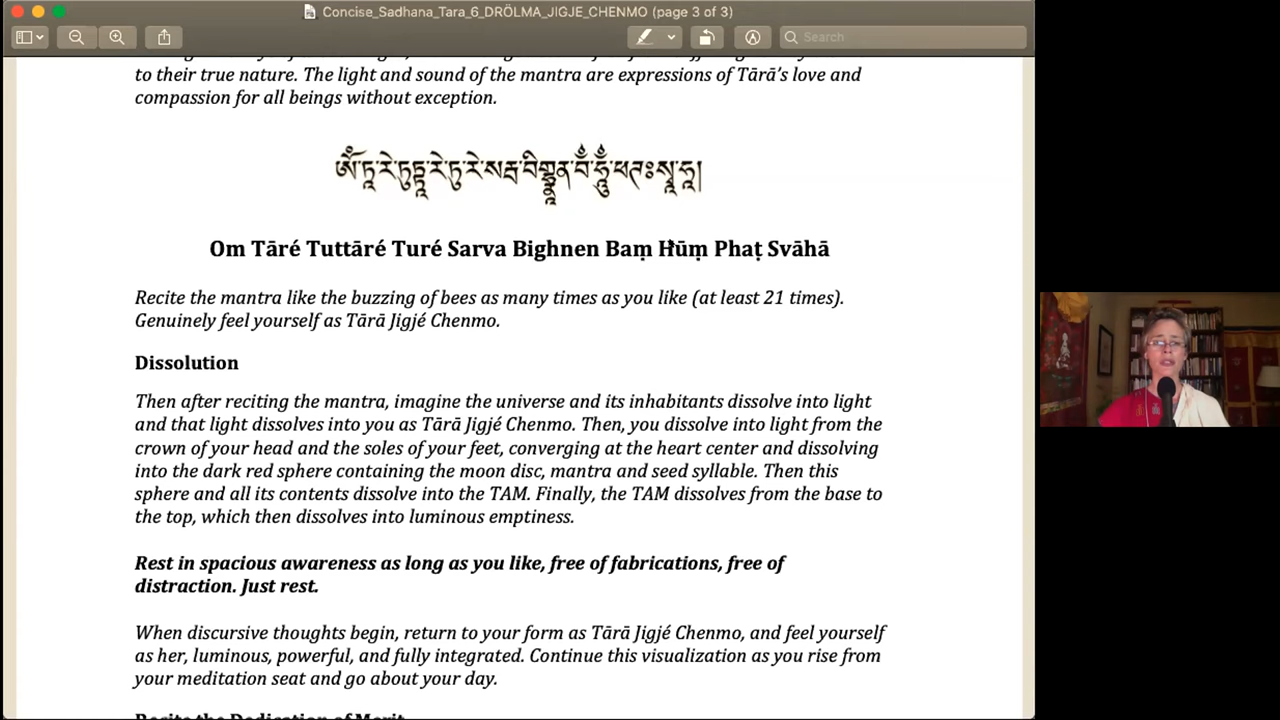 Concise_Sadhana_Tara_6_DRÖLMA_JIGJE_CHENMO (page 3 of 3)
Search
to their true nature. The light and sound of the mantra are expressions of Tārā's love and
compassion for all beings without exception.
Om Tāré Tuttāré Turé Sarva Bighnen Baṃ Hūṃ Phaṭ Svāhā
Recite the mantra like the buzzing of bees as many times as you like (at least 21 times).
Genuinely feel yourself as Tārā Jigjé Chenmo.
Dissolution
Then after reciting the mantra, imagine the universe and its inhabitants dissolve into light
and that light dissolves into you as Tārā Jigjé Chenmo. Then, you dissolve into light from the
crown of your head and the soles of your feet, converging at the heart center and dissolving
into the dark red sphere containing the moon disc, mantra and seed syllable. Then this
sphere and all its contents dissolve into the TAM. Finally, the TAM dissolves from the base to
the top, which then dissolves into luminous emptiness.
Rest in spacious awareness as long as you like, free of fabrications, free of
distraction. Just rest.
When discursive thoughts begin, return to your form as Tārā Jigjé Chenmo, and feel yourself
as her, luminous, powerful, and fully integrated. Continue this visualization as you rise from
your meditation seat and go about your day.
Recite the Dedication of Merit